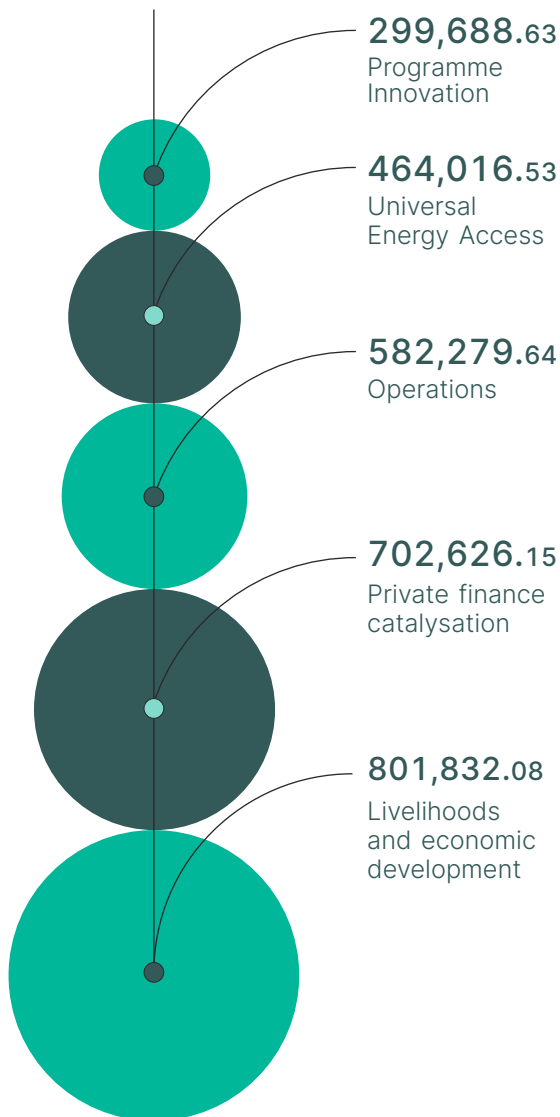 299,688.63
Programme
Innovation
464,016.53
Universal
Energy Access
582,279.64
Operations
702,626.15
Private finance
catalysation
801,832.08
Livelihoods
and economic
development